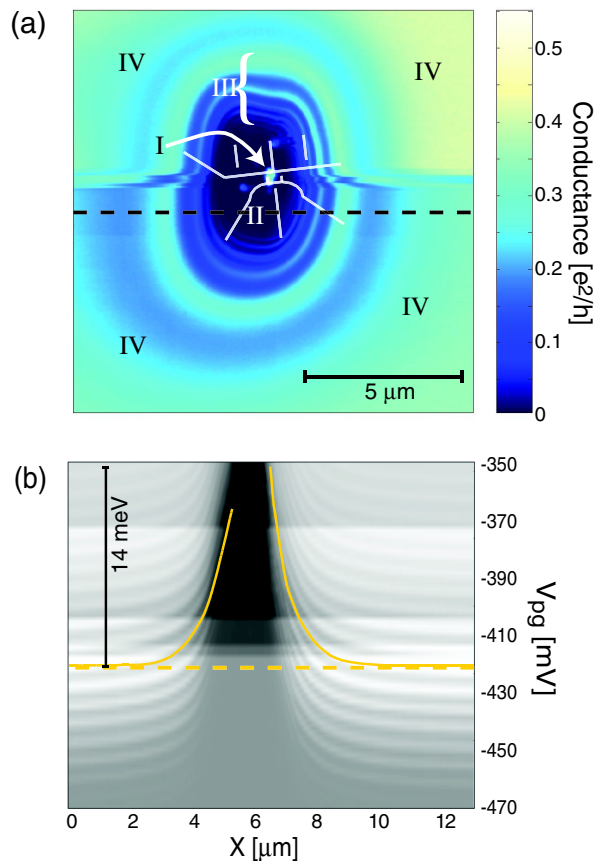 (a)
IV
IV
III
I
II
IV
IV
5 μm
0.5
0.4
0.3
0.2
0.1
0
Conductance [e²/h]
(b)
14 meV
-350
-370
-390
-410
-430
-450
-470
Vpg [mV]
0 2 4 6 8 10 12
X [μm]